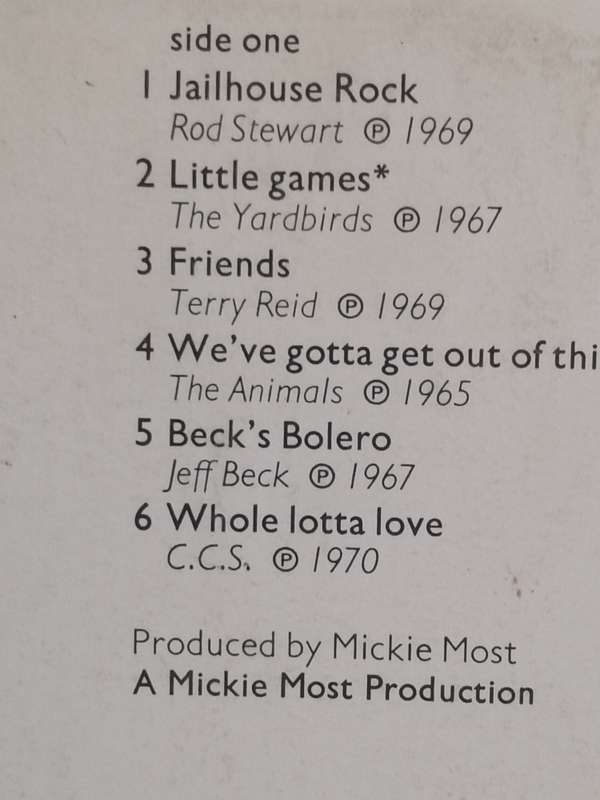 side one
1 Jailhouse Rock
Rod Stewart ℗ 1969
2 Little games*
The Yardbirds ℗ 1967
3 Friends
Terry Reid ℗ 1969
4 We've gotta get out of thi
The Animals ℗ 1965
5 Beck's Bolero
Jeff Beck ℗ 1967
6 Whole lotta love
C.C.S. ℗ 1970
Produced by Mickie Most
A Mickie Most Production